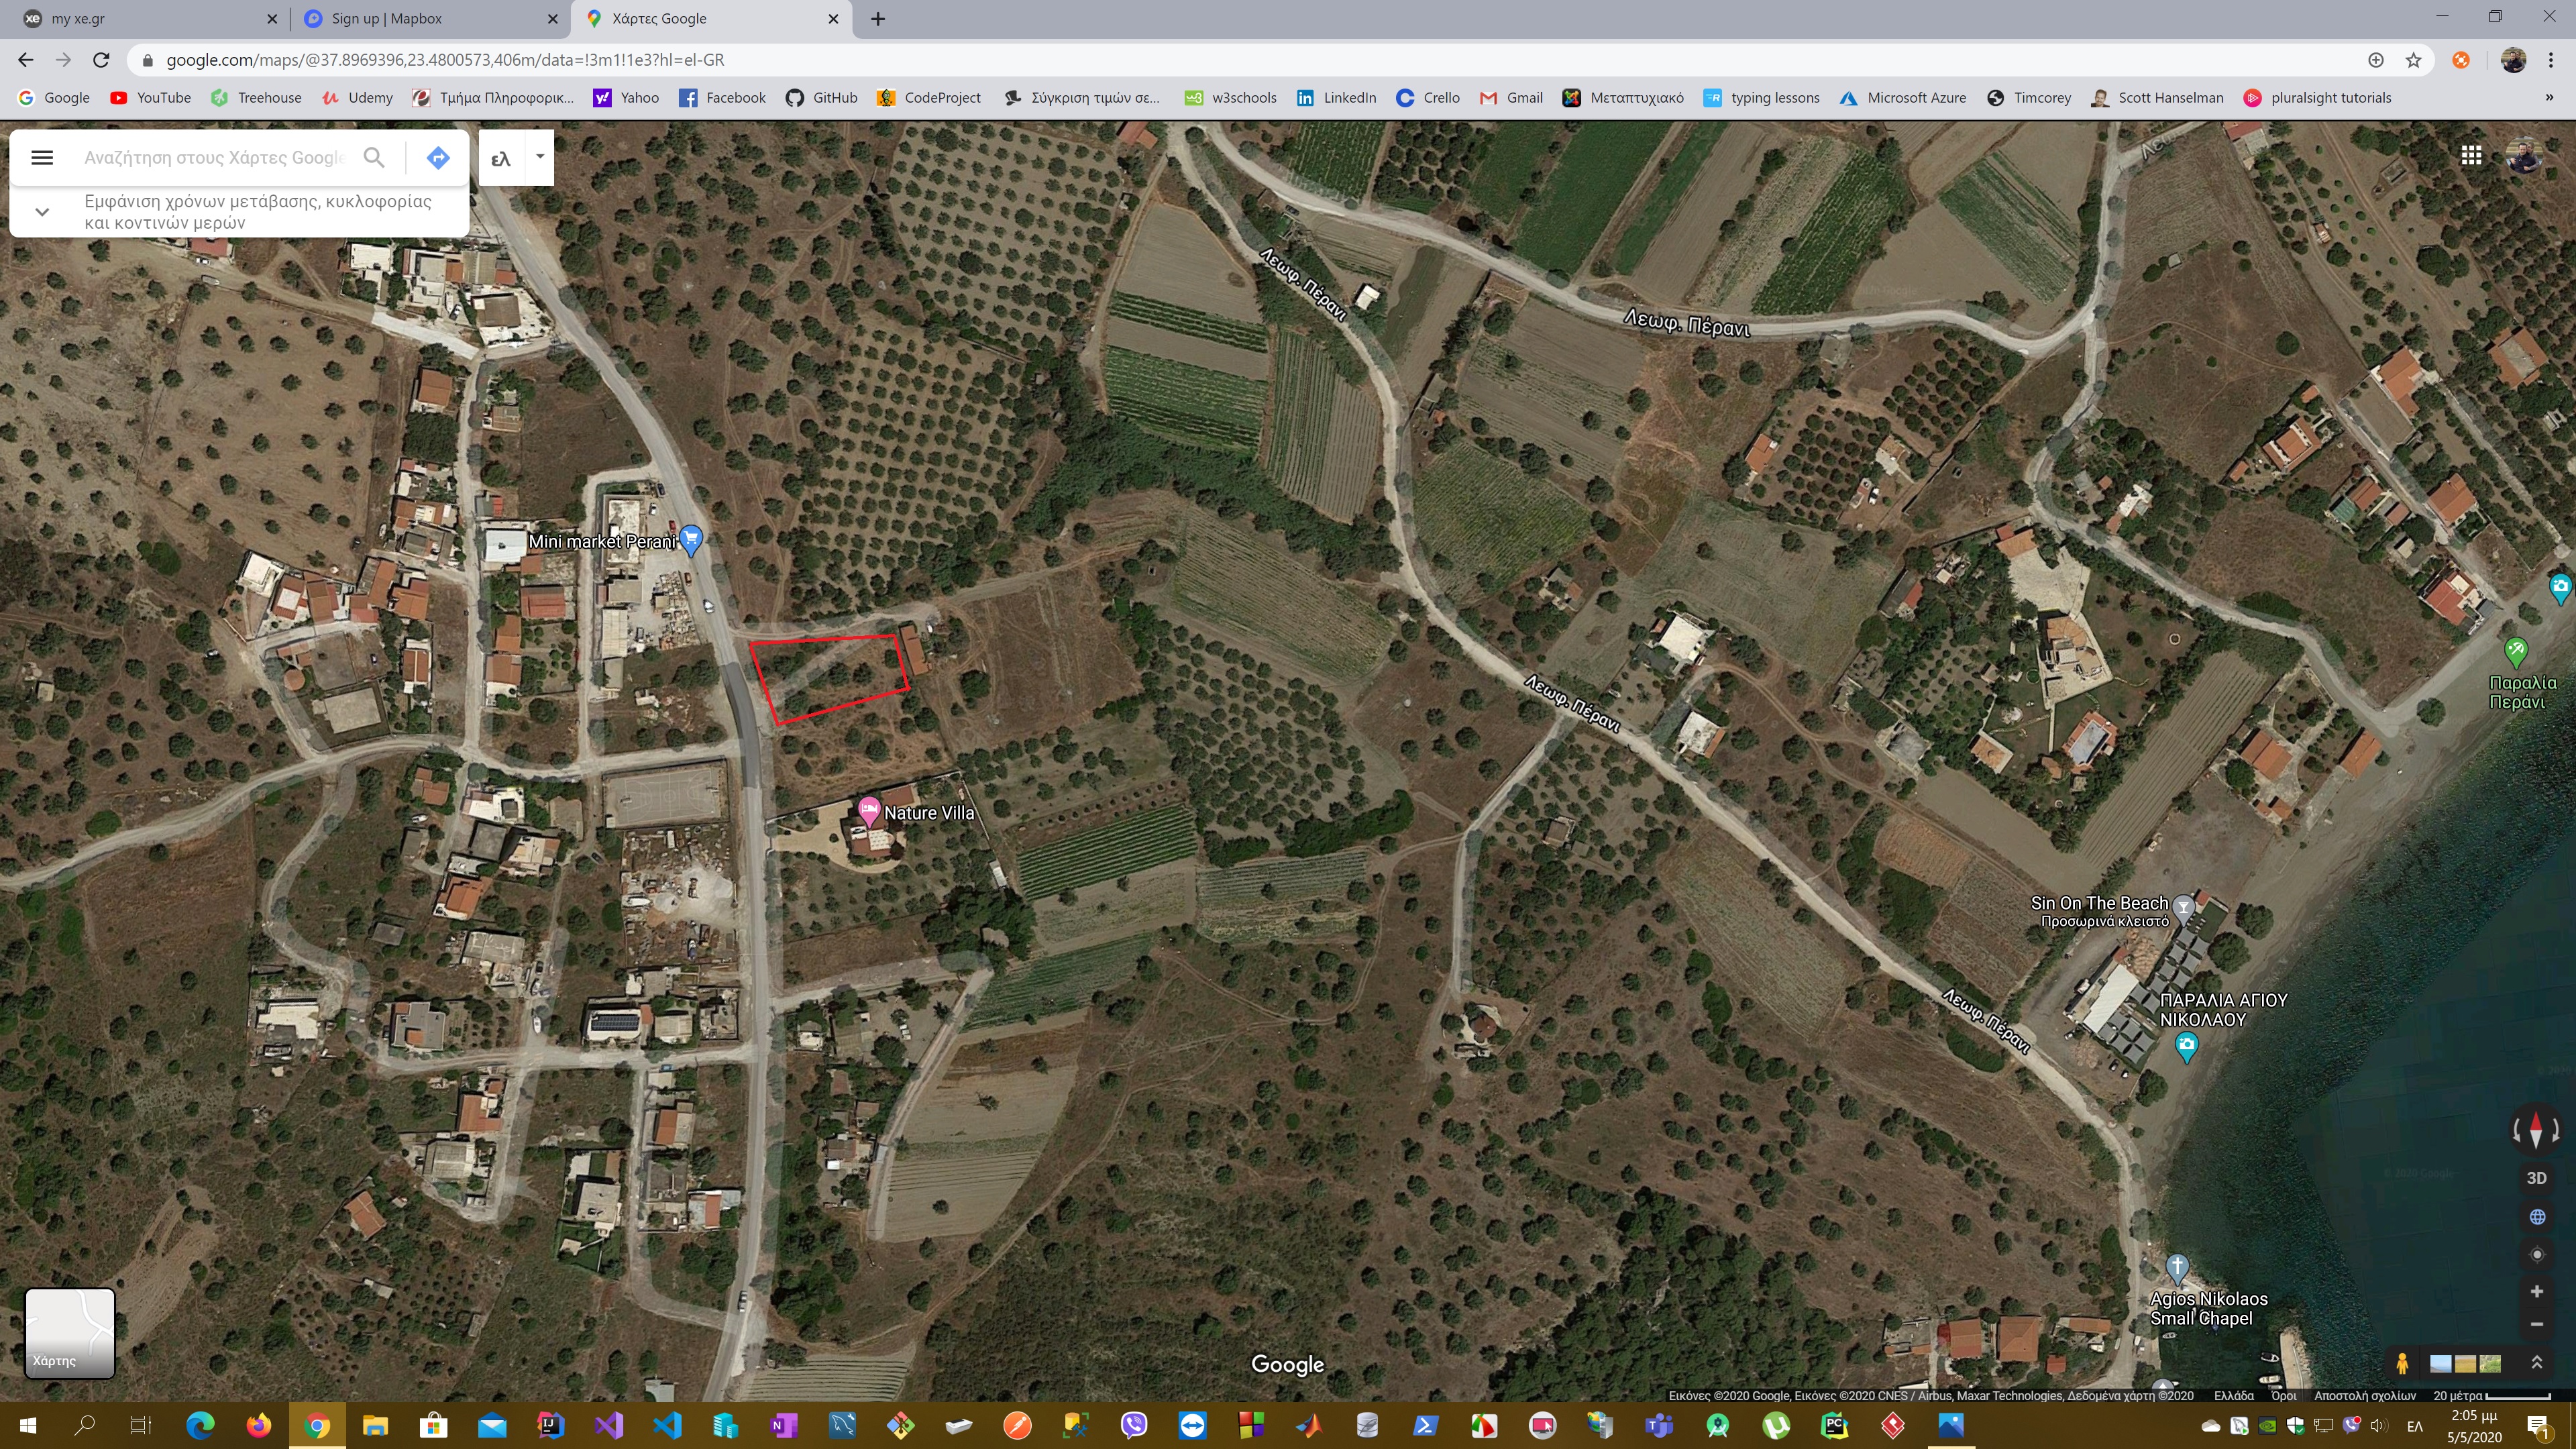 my xe.gr
Sign up | Mapbox
Χάρτες Google
google.com/maps/@37.8969396,23.4800573,406m/data=!3m1!1e3?hl=el-GR
Google
YouTube
Treehouse
Udemy
Τμήμα Πληροφορικ...
Yahoo
Facebook
GitHub
CodeProject
Σύγκριση τιμών σε...
w3schools
LinkedIn
Crello
Gmail
Μεταπτυχιακό
typing lessons
Microsoft Azure
Timcorey
Scott Hanselman
pluralsight tutorials
»
Αναζήτηση στους Χάρτες Google
ελ
Εμφάνιση χρόνων μετάβασης, κυκλοφορίας
και κοντινών μερών
Λεωφ. Πέρανι
Λεωφ. Πέρανι
Mini market Perani
Λεωφ. Πέρανι
Παραλία
Περάνι
Nature Villa
Sin On The Beach
Προσωρινά κλειστό
Λεωφ. Πέρανι
ΠΑΡΑΛΙΑ ΑΓΙΟΥ
ΝΙΚΟΛΑΟΥ
3D
Agios Nikolaos
Small Chapel
Χάρτης
Google
Εικόνες ©2020 Google, Εικόνες ©2020 CNES / Airbus, Maxar Technologies, Δεδομένα χάρτη ©2020
Ελλάδα
Όροι
Αποστολή σχολίων
20 μέτρα
ΕΛ
2:05 μμ
5/5/2020
1